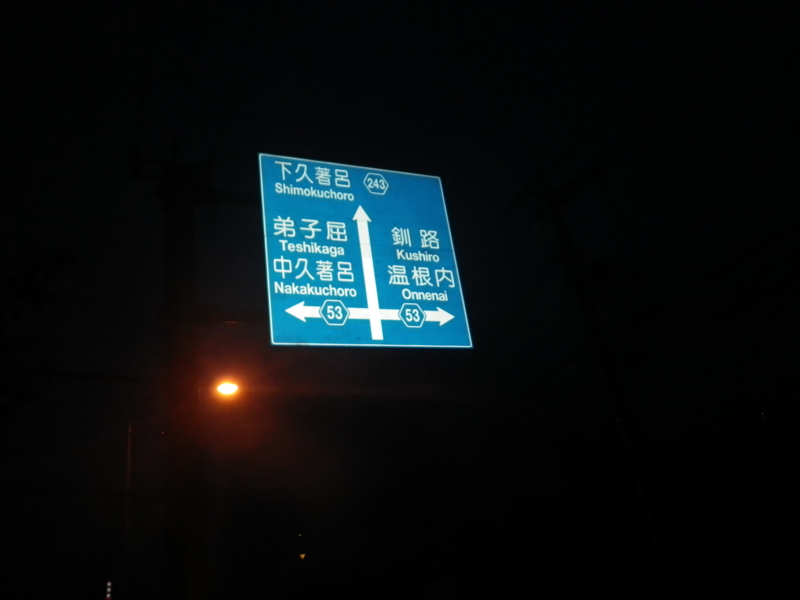 下久著呂 243
Shimokuchoro
弟子屈
Teshikaga
中久著呂
Nakakuchoro
釧路
Kushiro
温根内
Onnenai
53
53